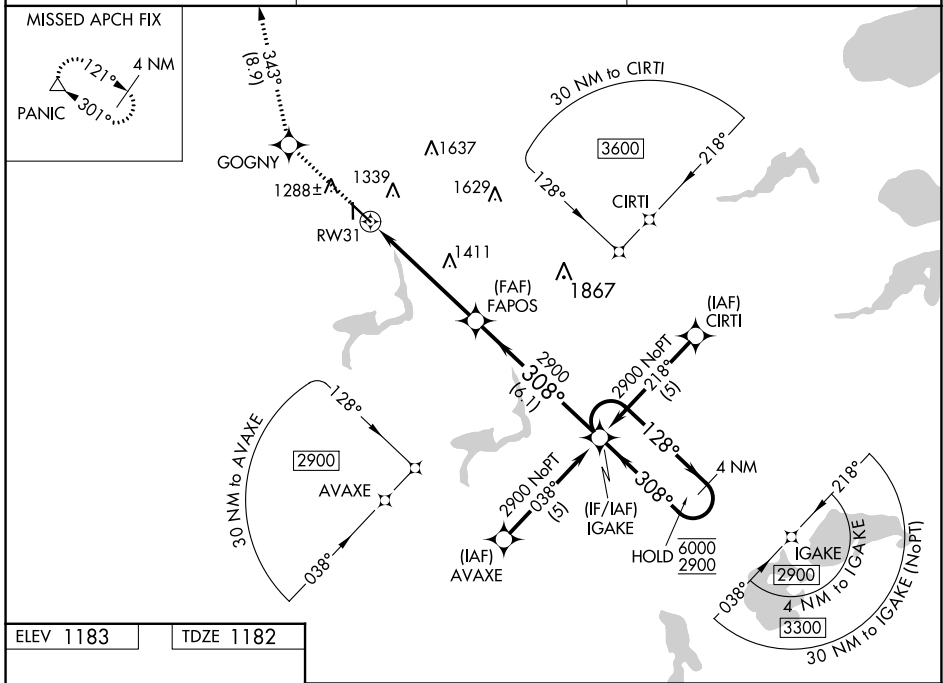 MISSED APCH FIX
4 NM
121°
PANIC
301°
343°
(8.9)
GOGNY
1288±
1339
1637
1629
RW31
1411
1867
(FAF)
FAPOS
30 NM to CIRTI
3600
128°
218°
CIRTI
(IAF)
CIRTI
2900 NoPT
218°
(5)
2900
308°
(6.1)
128°
4 NM
308°
(IF/IAF)
IGAKE
HOLD
6000
2900
2900 NoPT
038°
(5)
(IAF)
AVAXE
30 NM to AVAXE
128°
2900
AVAXE
038°
218°
IGAKE
038°
2900
4 NM to IGAKE
3300
30 NM to IGAKE (NoPT)
ELEV 1183
TDZE 1182